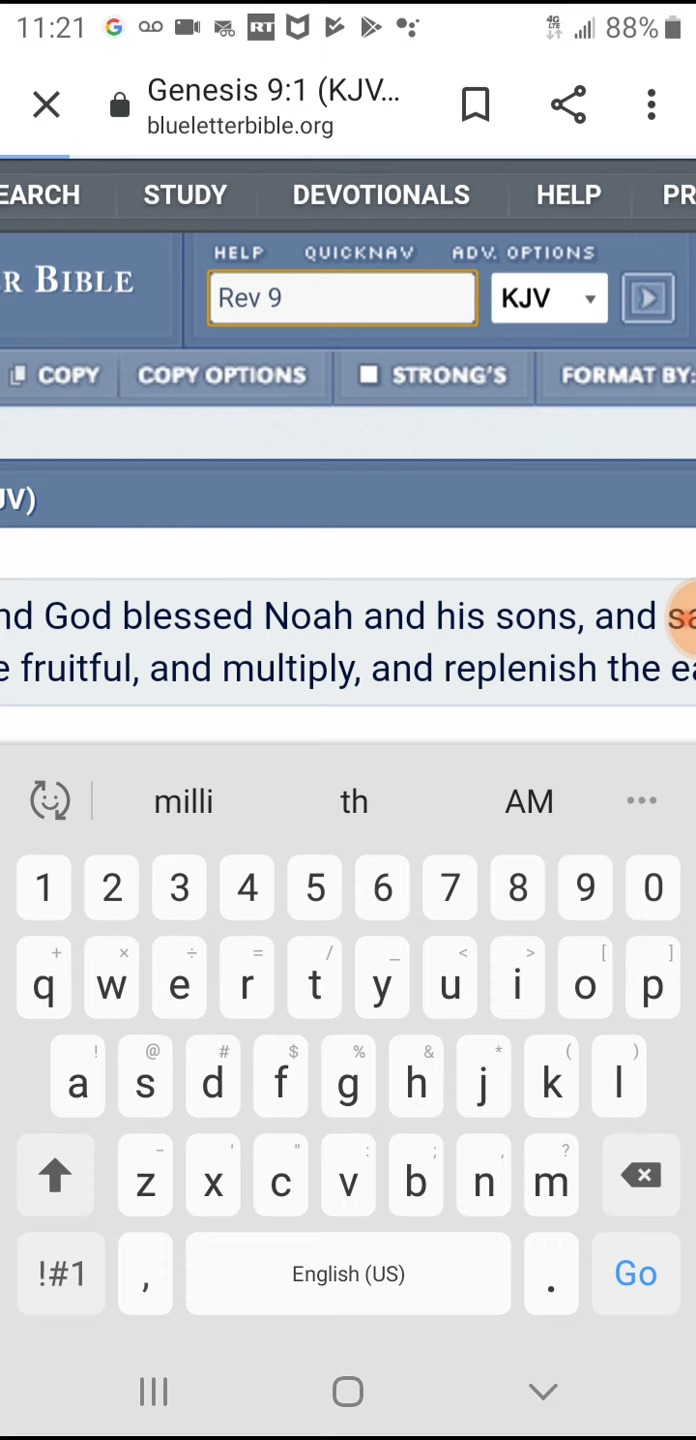 11:21 RT 4G LTE 88%
Genesis 9:1 (KJV...
blueletterbible.org
EARCH STUDY DEVOTIONALS HELP PR
R BIBLE
HELP QUICKNAV ADV. OPTIONS
Rev 9 KJV
COPY COPY OPTIONS STRONG'S FORMAT BY:
JV)
nd God blessed Noah and his sons, and sa
e fruitful, and multiply, and replenish the ea
milli th AM
1 2 3 4 5 6 7 8 9 0
+ × ÷ = / _ < > [ ]
q w e r t y u i o p
! @ # $ % & * ( )
a s d f g h j k l
- ' " : ; , ?
z x c v b n m
!#1 , English (US) . Go